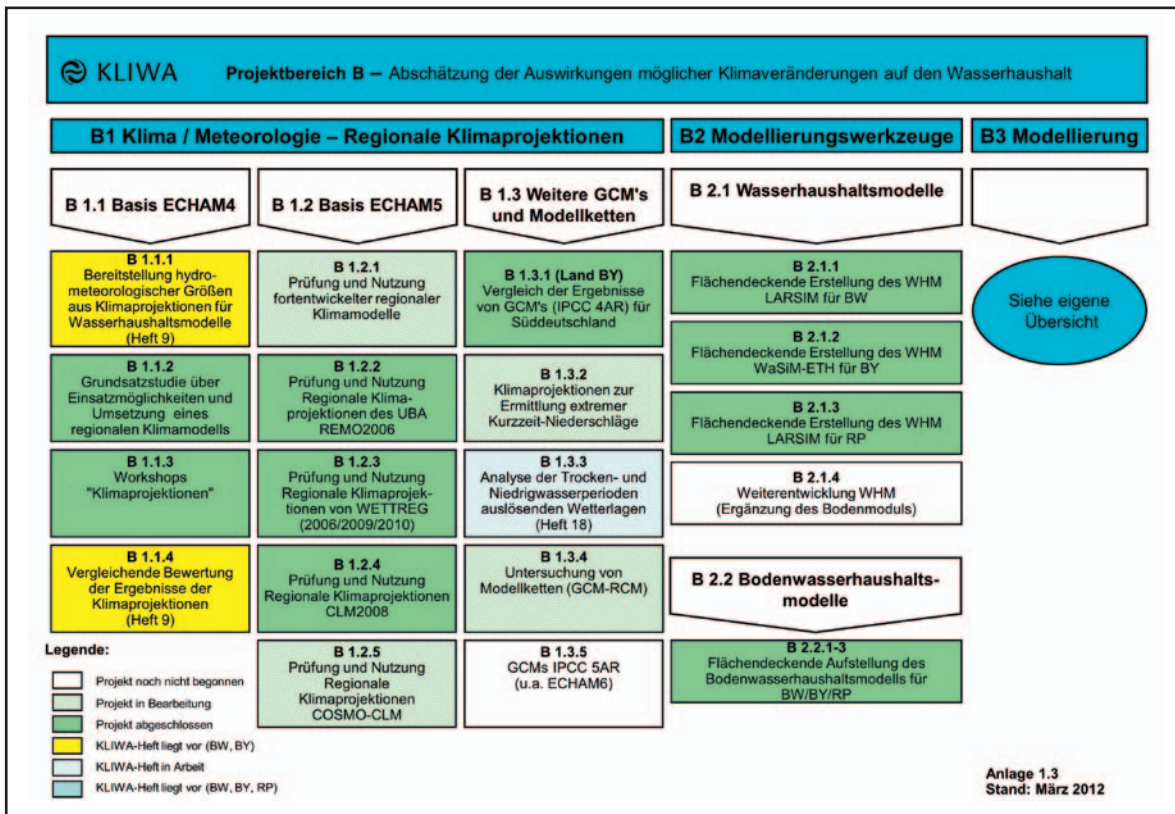 KLIWA
Projektbereich B – Abschätzung der Auswirkungen möglicher Klimaveränderungen auf den Wasserhaushalt
B1 Klima / Meteorologie – Regionale Klimaprojektionen
B2 Modellierungswerkzeuge
B3 Modellierung
B 1.1 Basis ECHAM4
B 1.1.1
Bereitstellung hydro-
meteorologischer Größen
aus Klimaprojektionen für
Wasserhaushaltsmodelle
(Heft 9)
B 1.1.2
Grundsatzstudie über
Einsatzmöglichkeiten und
Umsetzung eines
regionalen Klimamodells
B 1.1.3
Workshops
"Klimaprojektionen"
B 1.1.4
Vergleichende Bewertung
der Ergebnisse der
Klimaprojektionen
(Heft 9)
B 1.2 Basis ECHAM5
B 1.2.1
Prüfung und Nutzung
fortentwickelter regionaler
Klimamodelle
B 1.2.2
Prüfung und Nutzung
Regionale Klima-
projektionen des UBA
REMO2006
B 1.2.3
Prüfung und Nutzung
Regionale Klimaprojek-
tionen von WETTREG
(2006/2009/2010)
B 1.2.4
Prüfung und Nutzung
Regionale Klimaprojektionen
CLM2008
B 1.2.5
Prüfung und Nutzung
Regionale
Klimaprojektionen
COSMO-CLM
B 1.3 Weitere GCM's
und Modellketten
B 1.3.1 (Land BY)
Vergleich der Ergebnisse
von GCM's (IPCC 4AR) für
Süddeutschland
B 1.3.2
Klimaprojektionen zur
Ermittlung extremer
Kurzzeit-Niederschläge
B 1.3.3
Analyse der Trocken- und
Niedrigwasserperioden
auslösenden Wetterlagen
(Heft 18)
B 1.3.4
Untersuchung von
Modellketten (GCM-RCM)
B 1.3.5
GCMs IPCC 5AR
(u.a. ECHAM6)
B 2.1 Wasserhaushaltsmodelle
B 2.1.1
Flächendeckende Erstellung des WHM
LARSIM für BW
B 2.1.2
Flächendeckende Erstellung des WHM
WaSiM-ETH für BY
B 2.1.3
Flächendeckende Erstellung des WHM
LARSIM für RP
B 2.1.4
Weiterentwicklung WHM
(Ergänzung des Bodenmoduls)
B 2.2 Bodenwasserhaushalts-
modelle
B 2.2.1-3
Flächendeckende Aufstellung des
Bodenwasserhaushaltsmodells für
BW/BY/RP
Siehe eigene
Übersicht
Legende:
Projekt noch nicht begonnen
Projekt in Bearbeitung
Projekt abgeschlossen
KLIWA-Heft liegt vor (BW, BY)
KLIWA-Heft in Arbeit
KLIWA-Heft liegt vor (BW, BY, RP)
Anlage 1.3
Stand: März 2012